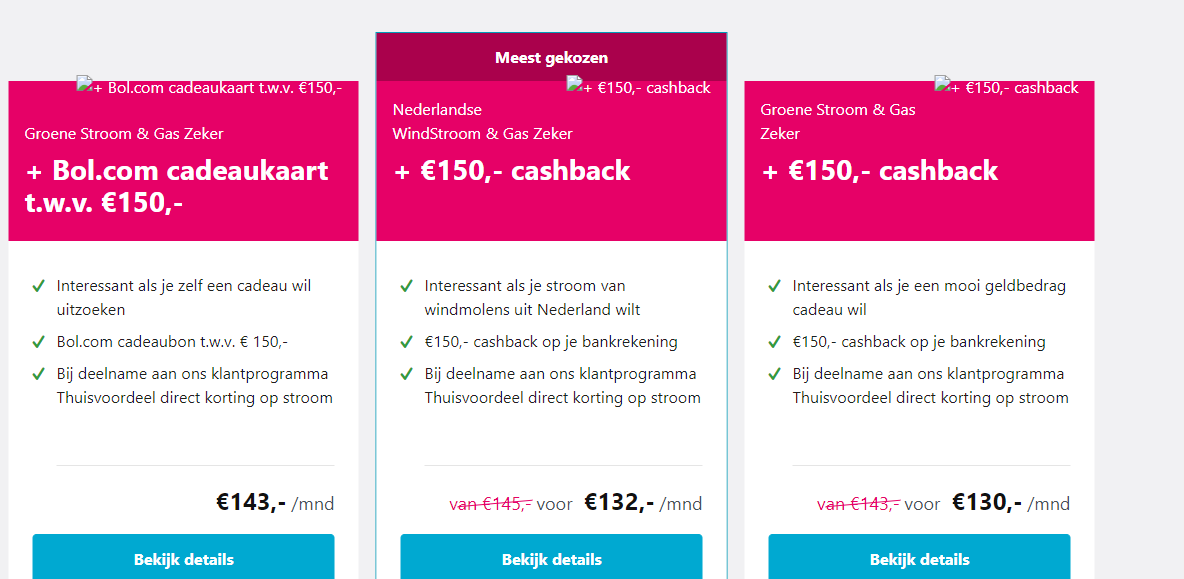 + Bol.com cadeaukaart t.w.v. €150,-
Groene Stroom & Gas Zeker
+ Bol.com cadeaukaart
t.w.v. €150,-
Interessant als je zelf een cadeau wil
uitzoeken
Bol.com cadeaubon t.w.v. € 150,-
Bij deelname aan ons klantprogramma
Thuisvoordeel direct korting op stroom
€143,- /mnd
Bekijk details
Meest gekozen
+ €150,- cashback
Nederlandse
WindStroom & Gas Zeker
+ €150,- cashback
Interessant als je stroom van
windmolens uit Nederland wilt
€150,- cashback op je bankrekening
Bij deelname aan ons klantprogramma
Thuisvoordeel direct korting op stroom
van €145,- voor €132,- /mnd
Bekijk details
+ €150,- cashback
Groene Stroom & Gas
Zeker
+ €150,- cashback
Interessant als je een mooi geldbedrag
cadeau wil
€150,- cashback op je bankrekening
Bij deelname aan ons klantprogramma
Thuisvoordeel direct korting op stroom
van €143,- voor €130,- /mnd
Bekijk details